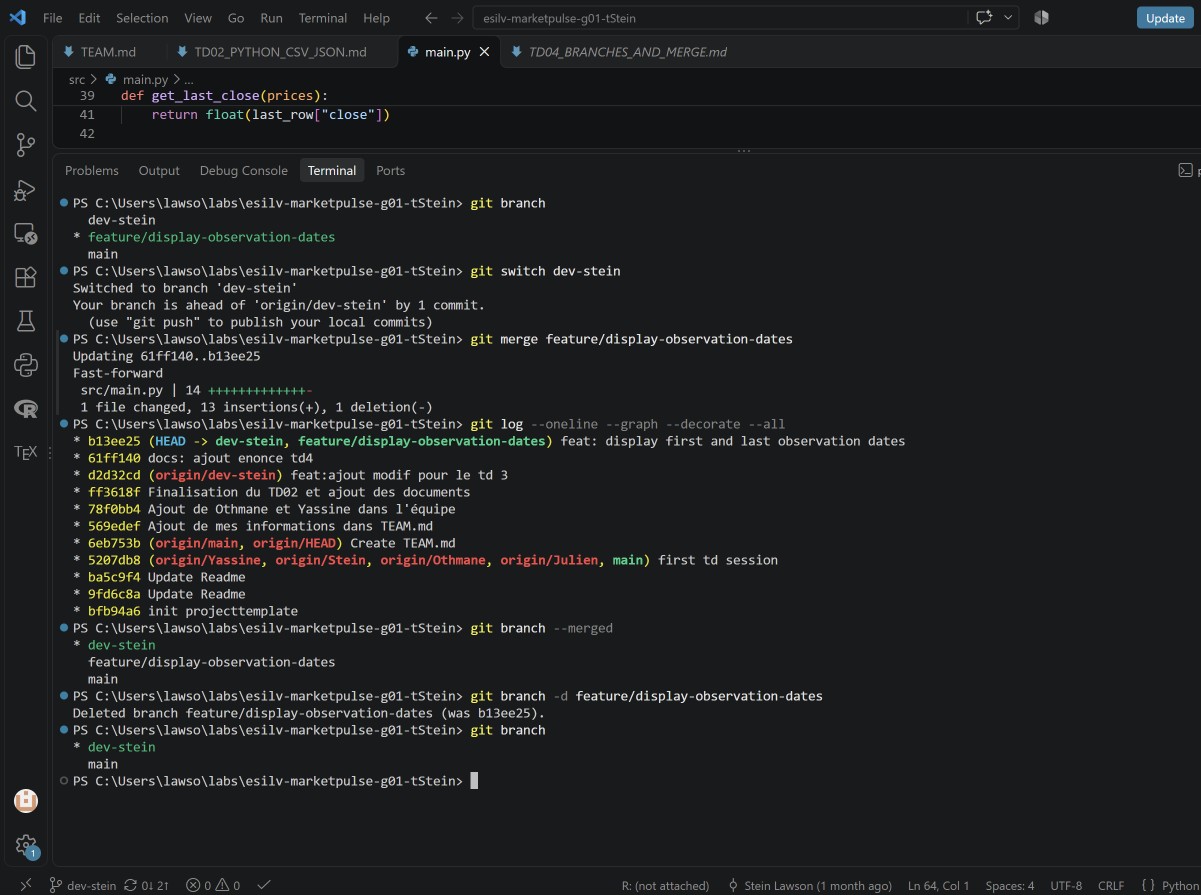 File Edit Selection View Go Run Terminal Help esilv-marketpulse-g01-tStein Update
TEAM.md TD02_PYTHON_CSV_JSON.md main.py TD04_BRANCHES_AND_MERGE.md
src > main.py > ...
39 def get_last_close(prices):
41 return float(last_row["close"])
42
Problems Output Debug Console Terminal Ports
PS C:\Users\lawso\labs\esilv-marketpulse-g01-tStein> git branch
dev-stein
* feature/display-observation-dates
main
PS C:\Users\lawso\labs\esilv-marketpulse-g01-tStein> git switch dev-stein
Switched to branch 'dev-stein'
Your branch is ahead of 'origin/dev-stein' by 1 commit.
(use "git push" to publish your local commits)
PS C:\Users\lawso\labs\esilv-marketpulse-g01-tStein> git merge feature/display-observation-dates
Updating 61ff140..b13ee25
Fast-forward
src/main.py | 14 +++++++++++++-
1 file changed, 13 insertions(+), 1 deletion(-)
PS C:\Users\lawso\labs\esilv-marketpulse-g01-tStein> git log --oneline --graph --decorate --all
* b13ee25 (HEAD -> dev-stein, feature/display-observation-dates) feat: display first and last observation dates
* 61ff140 docs: ajout enonce td4
* d2d32cd (origin/dev-stein) feat:ajout modif pour le td 3
* ff3618f Finalisation du TD02 et ajout des documents
* 78f0bb4 Ajout de Othmane et Yassine dans l'équipe
* 569edef Ajout de mes informations dans TEAM.md
* 6eb753b (origin/main, origin/HEAD) Create TEAM.md
* 5207db8 (origin/Yassine, origin/Stein, origin/Othmane, origin/Julien, main) first td session
* ba5c9f4 Update Readme
* 9fd6c8a Update Readme
* bfb94a6 init projecttemplate
PS C:\Users\lawso\labs\esilv-marketpulse-g01-tStein> git branch --merged
* dev-stein
feature/display-observation-dates
main
PS C:\Users\lawso\labs\esilv-marketpulse-g01-tStein> git branch -d feature/display-observation-dates
Deleted branch feature/display-observation-dates (was b13ee25).
PS C:\Users\lawso\labs\esilv-marketpulse-g01-tStein> git branch
* dev-stein
main
PS C:\Users\lawso\labs\esilv-marketpulse-g01-tStein>
TEX
1
dev-stein 0↓ 2↑ 0 0 R: (not attached) Stein Lawson (1 month ago) Ln 64, Col 1 Spaces: 4 UTF-8 CRLF { } Python